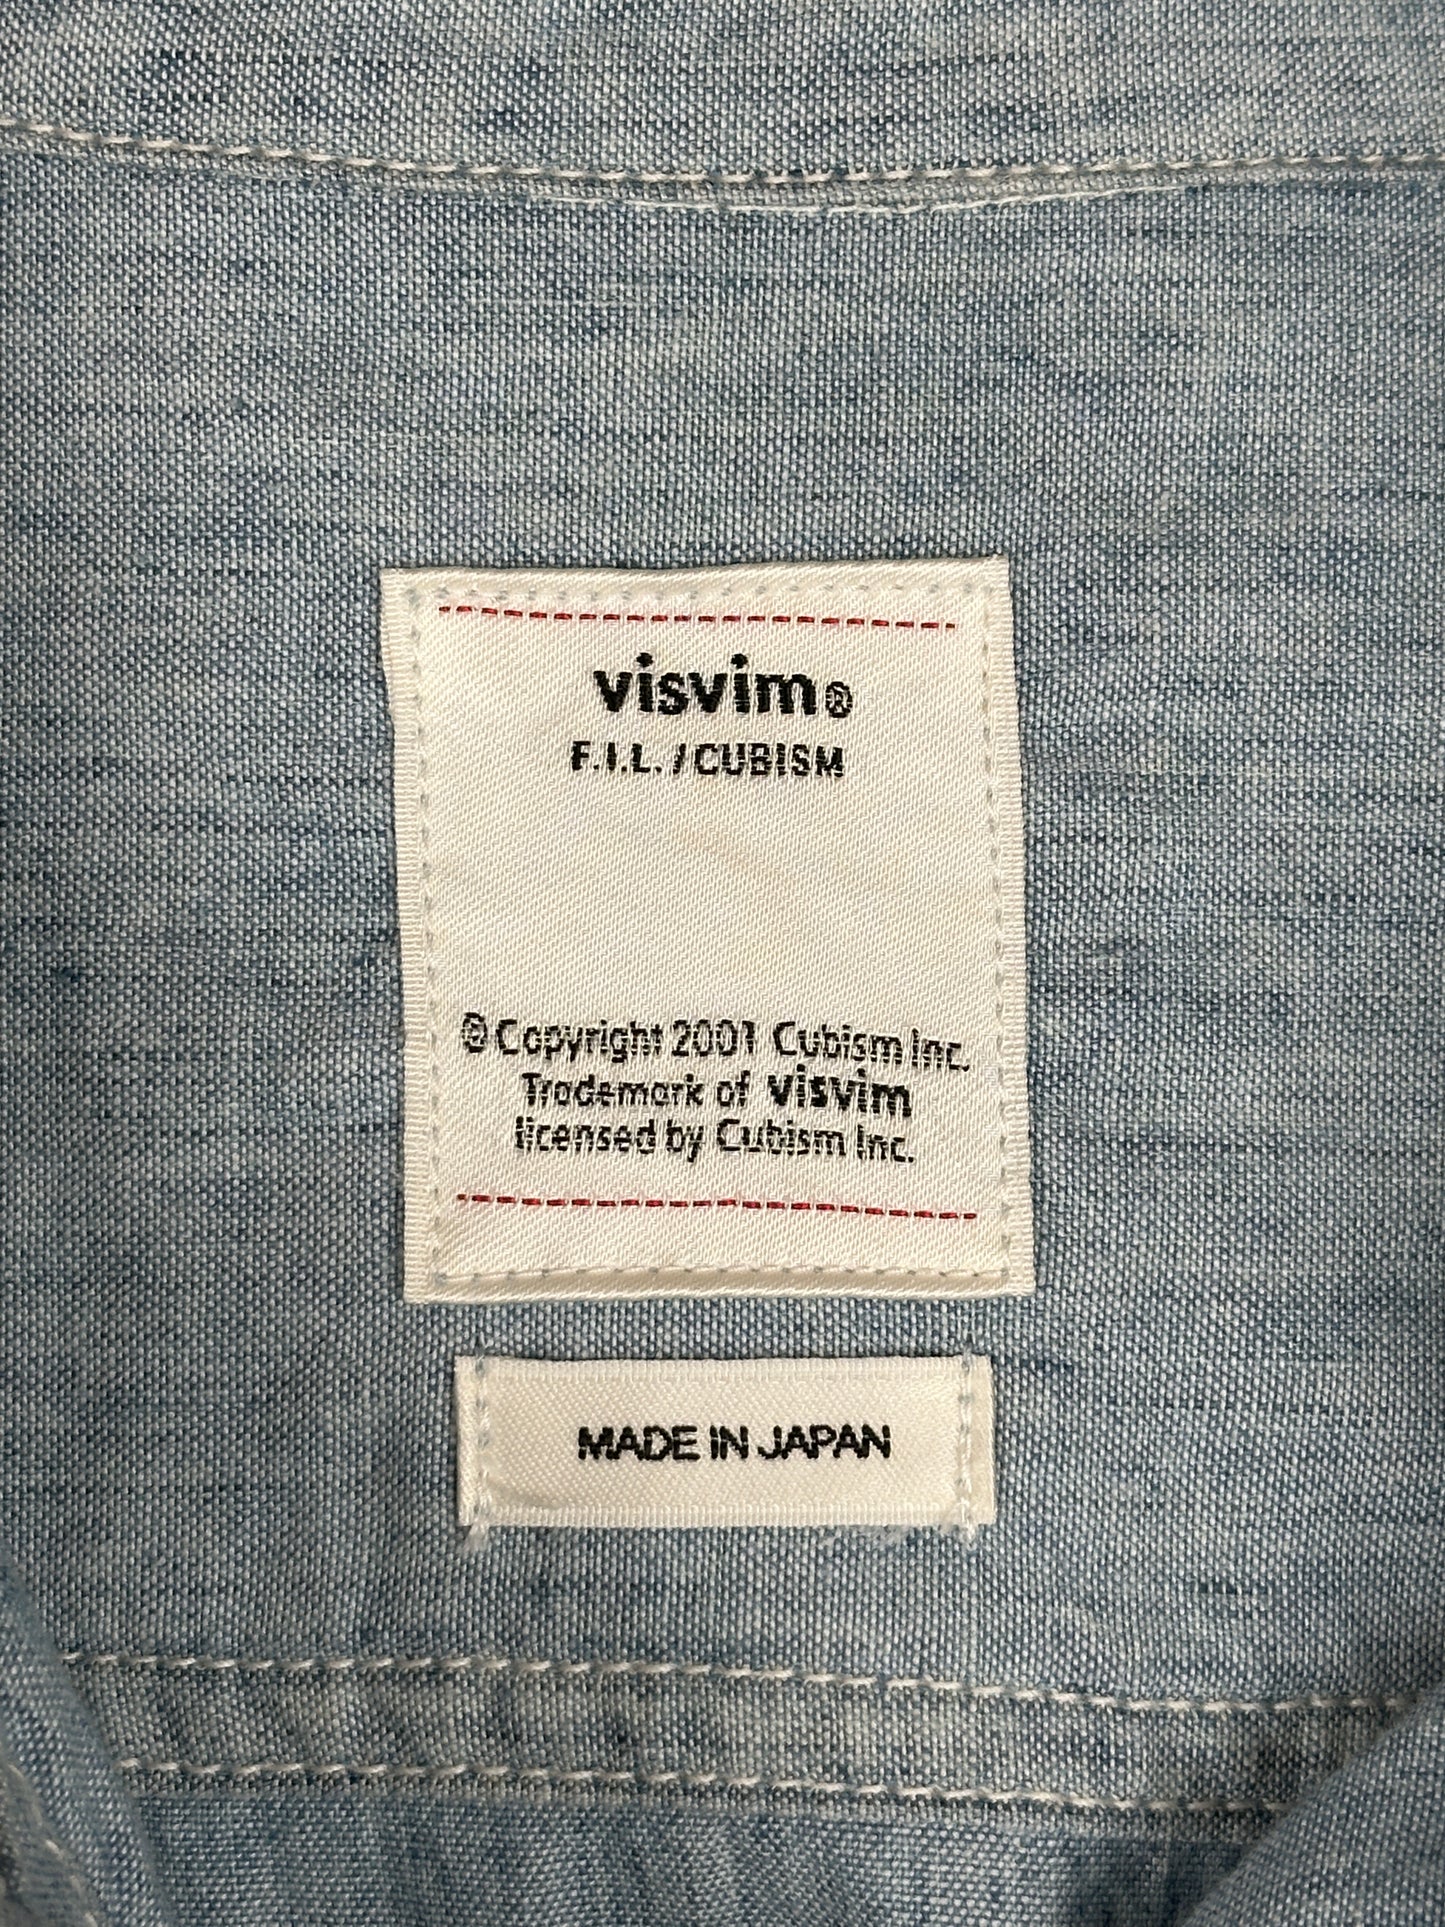 visvim®
F.I.L. / CUBISM
© Copyright 2001 Cubism Inc.
Trademark of visvim
licensed by Cubism Inc.
MADE IN JAPAN